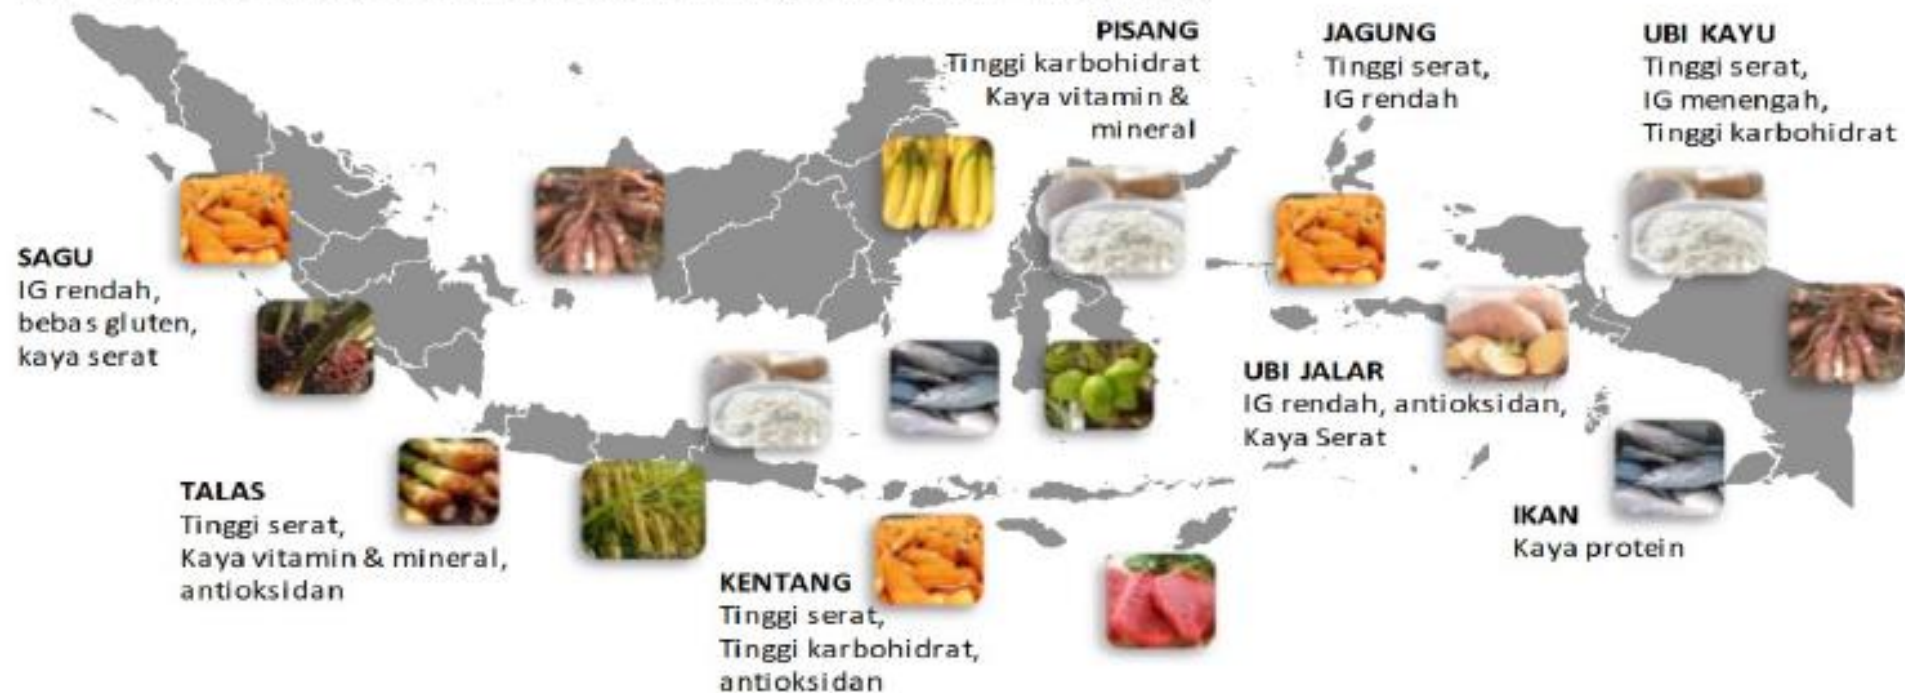 PISANG
Tinggi karbohidrat
Kaya vitamin &
mineral
JAGUNG
Tinggi serat,
IG rendah
UBI KAYU
Tinggi serat,
IG menengah,
Tinggi karbohidrat
SAGU
IG rendah,
bebas gluten,
kaya serat
UBI JALAR
IG rendah, antioksidan,
Kaya Serat
TALAS
Tinggi serat,
Kaya vitamin & mineral,
antioksidan
KENTANG
Tinggi serat,
Tinggi karbohidrat,
antioksidan
IKAN
Kaya protein